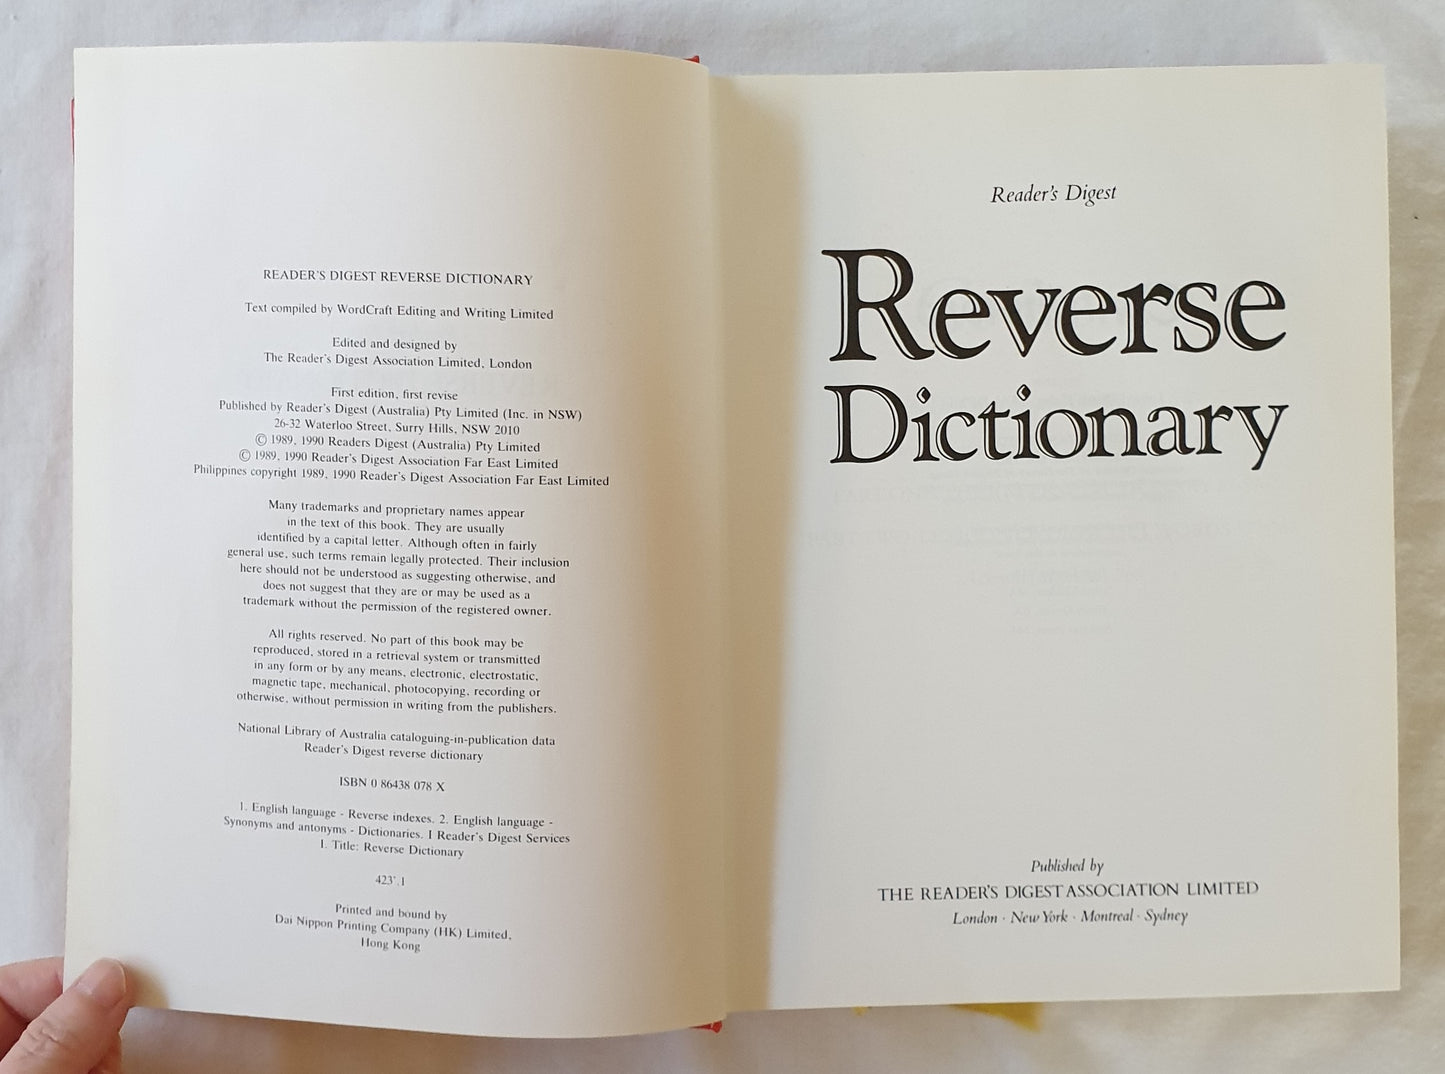 READER'S DIGEST REVERSE DICTIONARY
Text compiled by WordCraft Editing and Writing Limited
Edited and designed by
The Reader's Digest Association Limited, London
First edition, first revise
Published by Reader's Digest (Australia) Pty Limited (Inc. in NSW)
26-32 Waterloo Street, Surry Hills, NSW 2010
© 1989, 1990 Readers Digest (Australia) Pty Limited
© 1989, 1990 Reader's Digest Association Far East Limited
Philippines copyright 1989, 1990 Reader's Digest Association Far East Limited
Many trademarks and proprietary names appear
in the text of this book. They are usually
identified by a capital letter. Although often in fairly
general use, such terms remain legally protected. Their inclusion
here should not be understood as suggesting otherwise, and
does not suggest that they are or may be used as a
trademark without the permission of the registered owner.
All rights reserved. No part of this book may be
reproduced, stored in a retrieval system or transmitted
in any form or by any means, electronic, electrostatic,
magnetic tape, mechanical, photocopying, recording or
otherwise, without permission in writing from the publishers.
National Library of Australia cataloguing-in-publication data
Reader's Digest reverse dictionary
ISBN 0 86438 078 X
1. English language - Reverse indexes. 2. English language -
Synonyms and antonyms - Dictionaries. I Reader's Digest Services
I. Title: Reverse Dictionary
423'.1
Printed and bound by
Dai Nippon Printing Company (HK) Limited,
Hong Kong
Reader's Digest
Reverse
Dictionary
Published by
THE READER'S DIGEST ASSOCIATION LIMITED
London · New York · Montreal · Sydney